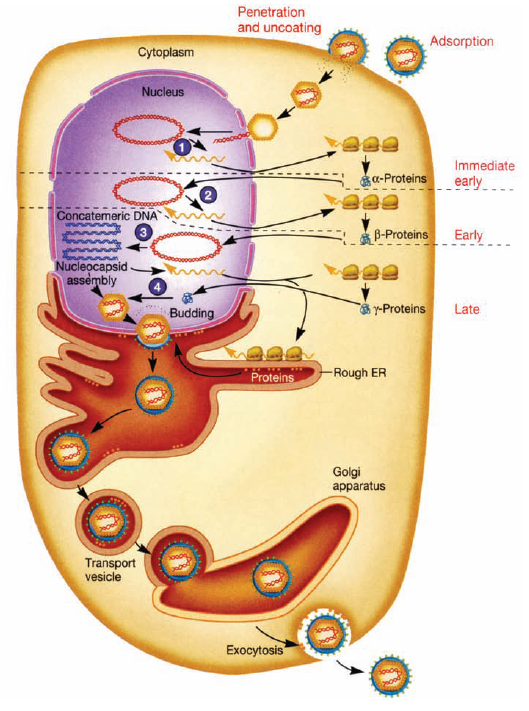 Penetration
and uncoating
Adsorption
Cytoplasm
Nucleus
1
α-Proteins
Immediate
early
2
Concatemeric DNA
3
β-Proteins
Early
Nucleocapsid
assembly
4
Budding
γ-Proteins
Late
Proteins
Rough ER
Golgi
apparatus
Transport
vesicle
Exocytosis